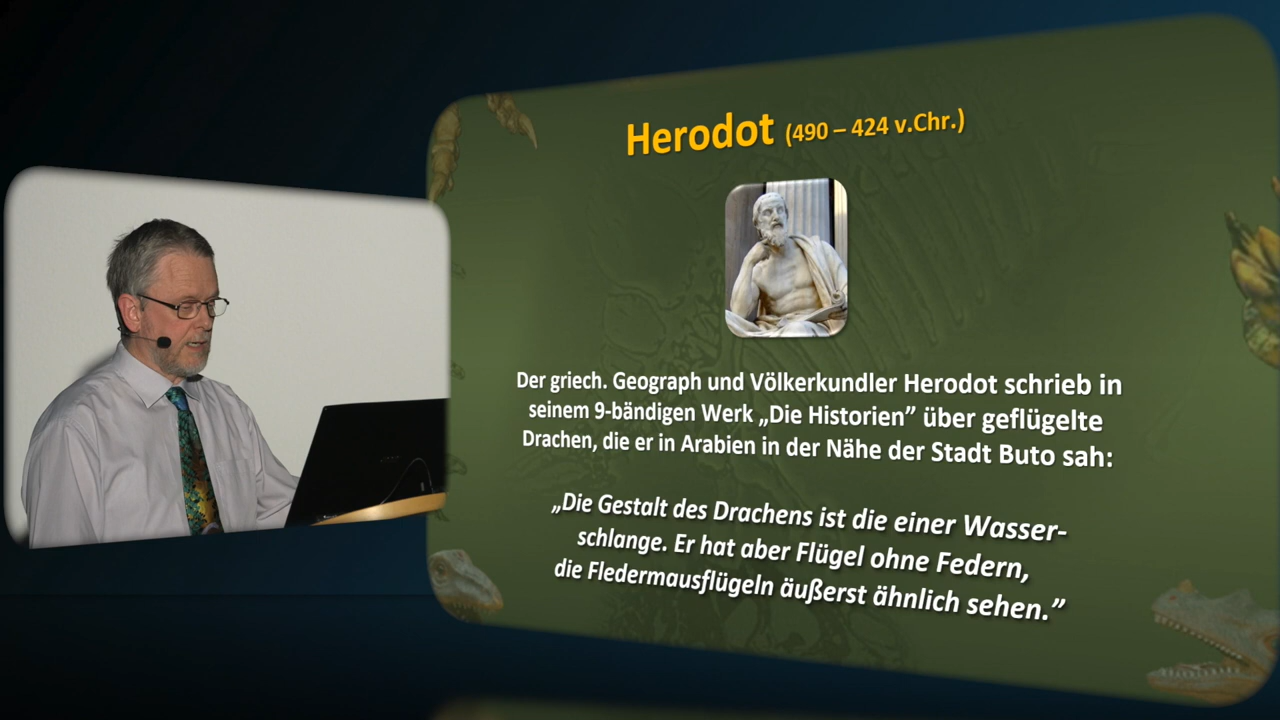 Herodot (490 – 424 v.Chr.)
Der griech. Geograph und Völkerkundler Herodot schrieb in
seinem 9-bändigen Werk „Die Historien” über geflügelte
Drachen, die er in Arabien in der Nähe der Stadt Buto sah:
„Die Gestalt des Drachens ist die einer Wasser-
schlange. Er hat aber Flügel ohne Federn,
die Fledermausflügeln äußerst ähnlich sehen.”